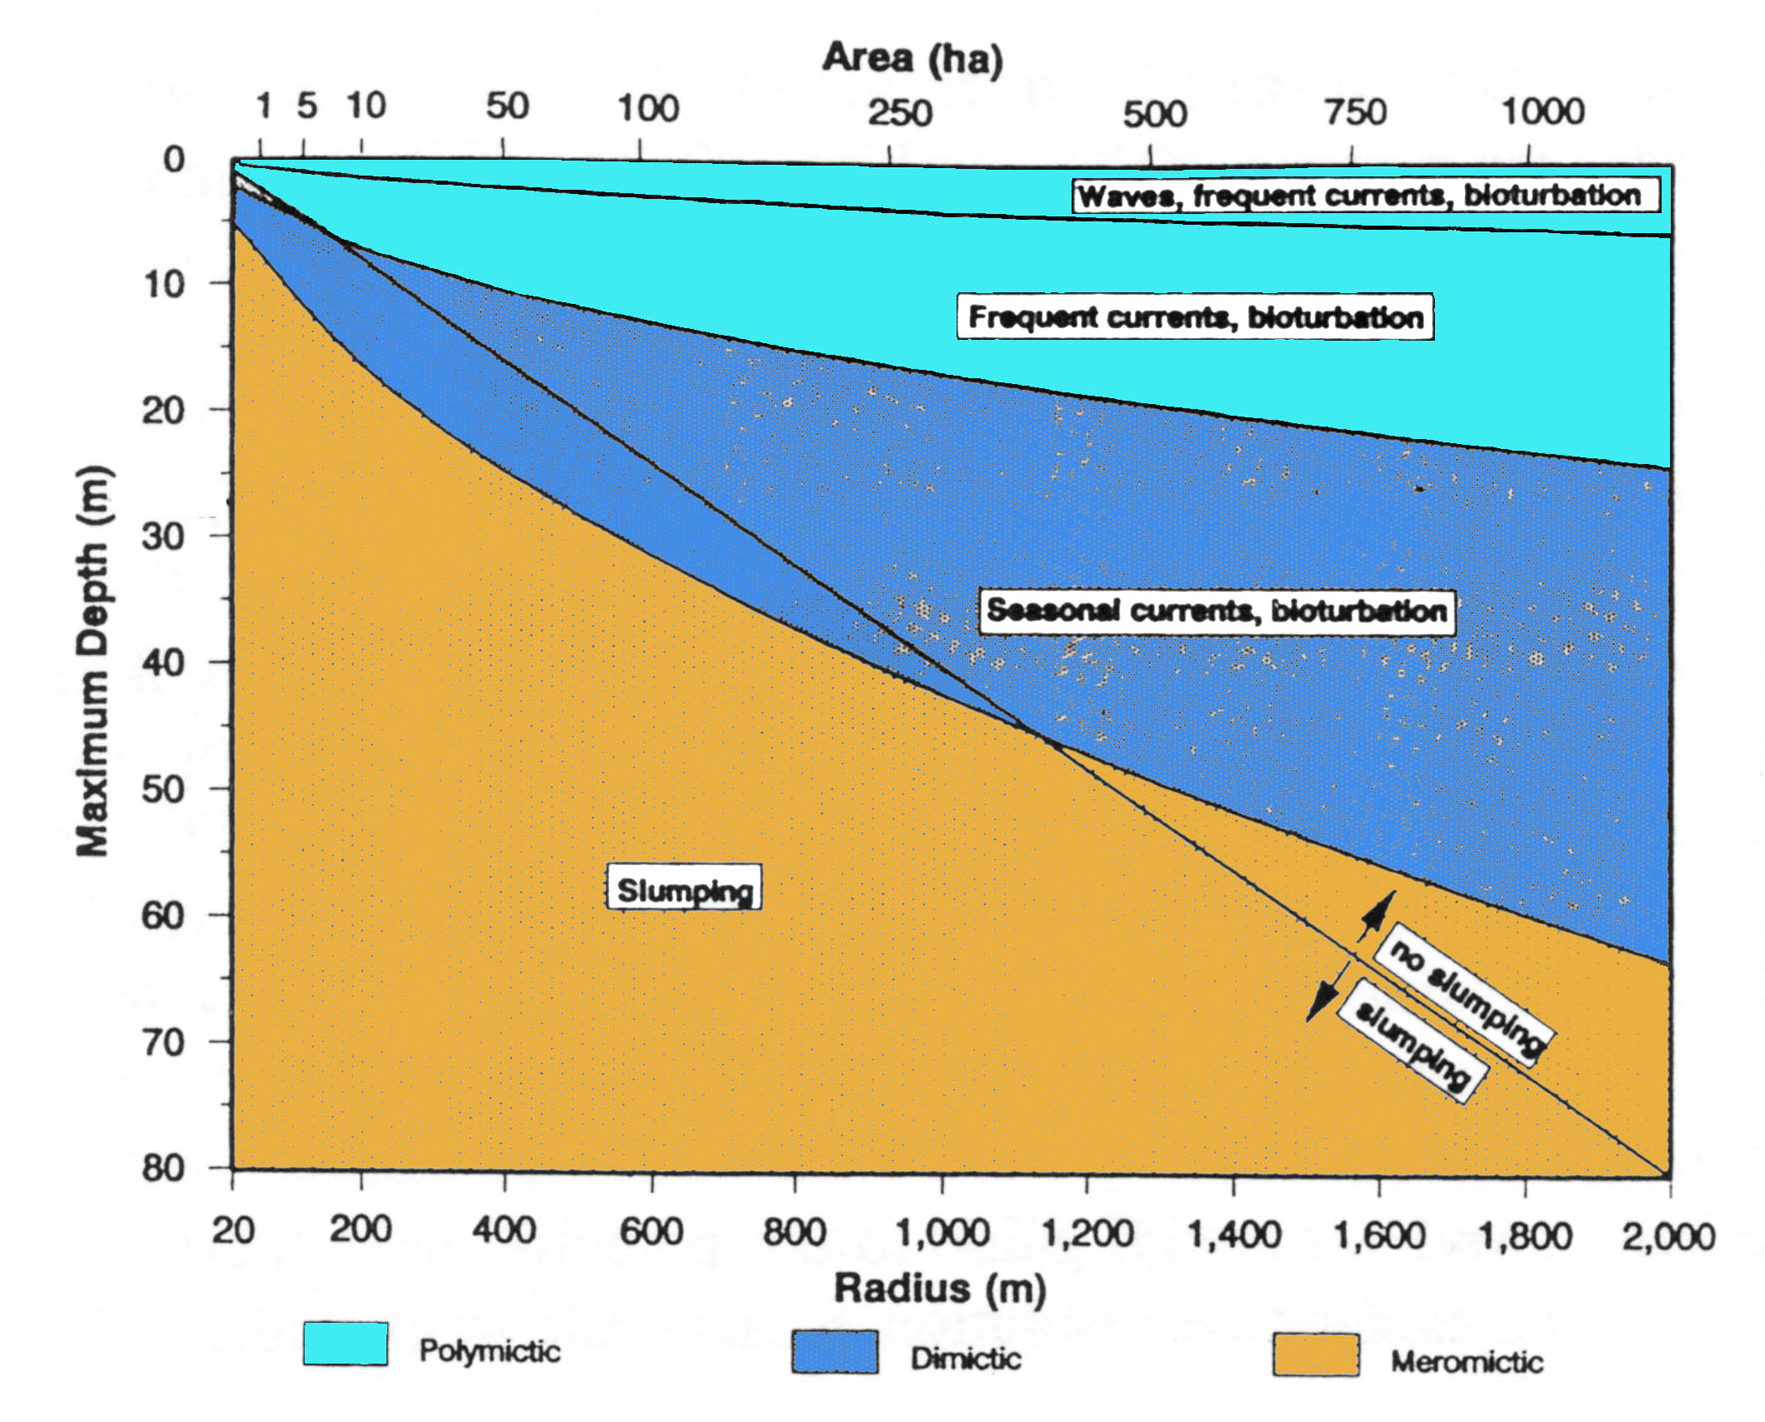 Area (ha)
1 5 10 50 100 250 500 750 1000
0
Waves, frequent currents, bioturbation
10
Frequent currents, bioturbation
20
30
Maximum Depth (m)
Seasonal currents, bioturbation
40
50
Slumping
60
no slumping
slumping
70
80
20 200 400 600 800 1,000 1,200 1,400 1,600 1,800 2,000
Radius (m)
Polymictic Dimictic Meromictic